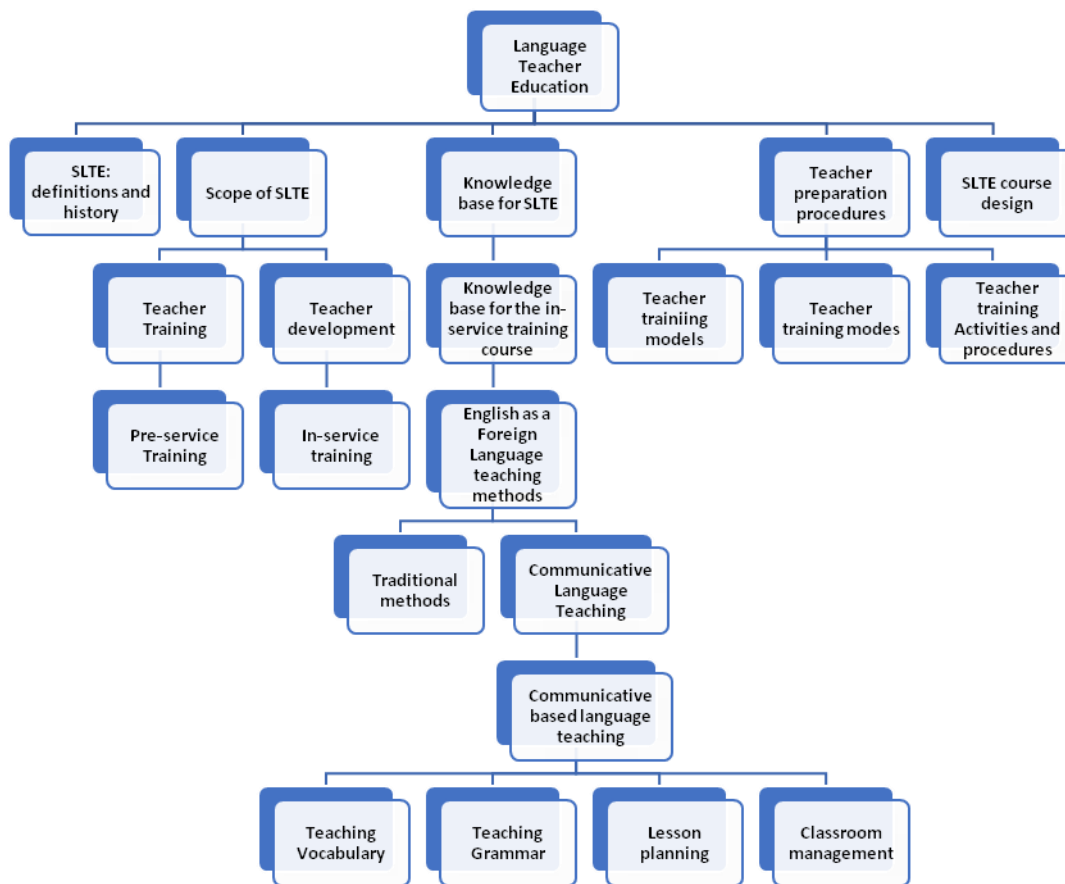 Language
Teacher
Education
SLTE:
definitions and
history
Scope of SLTE
Knowledge
base for SLTE
Teacher
preparation
procedures
SLTE course
design
Teacher
Training
Teacher
development
Knowledge
base for the in-
service training
course
Teacher
trainiing
models
Teacher
training modes
Teacher
training
Activities and
procedures
Pre-service
Training
In-service
training
English as a
Foreign
Language
teaching
methods
Traditional
methods
Communicative
Language
Teaching
Communicative
based language
teaching
Teaching
Vocabulary
Teaching
Grammar
Lesson
planning
Classroom
management